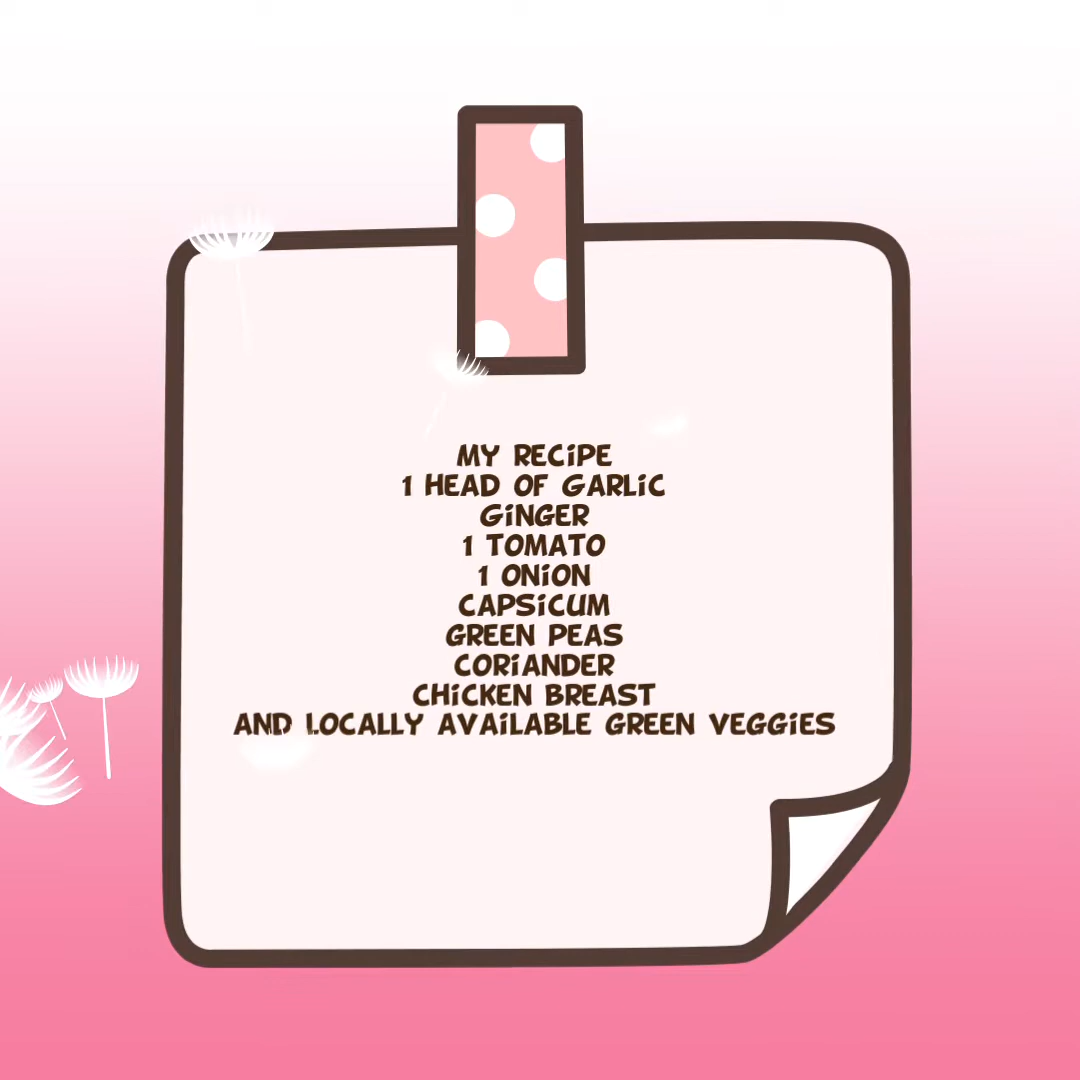 MY RECIPE
1 HEAD OF GARLIC
GINGER
1 TOMATO
1 ONION
CAPSICUM
GREEN PEAS
CORIANDER
CHICKEN BREAST
AND LOCALLY AVAILABLE GREEN VEGGIES